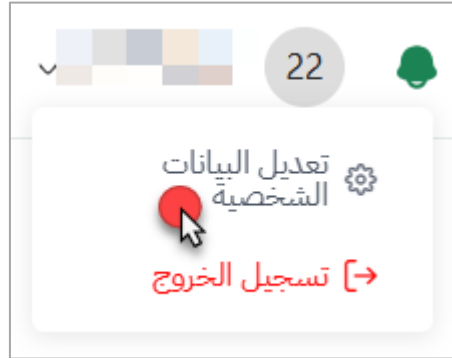 22
تعديل البيانات
الشخصية
تسجيل الخروج